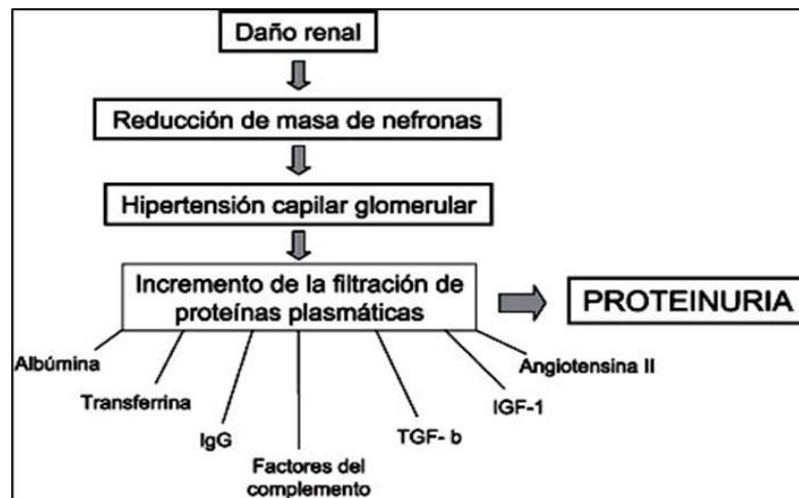 Daño renal
Reducción de masa de nefronas
Hipertensión capilar glomerular
Incremento de la filtración de
proteínas plasmáticas
PROTEINURIA
Albúmina
Transferrina
IgG
Factores del
complemento
TGF- b
IGF-1
Angiotensina II